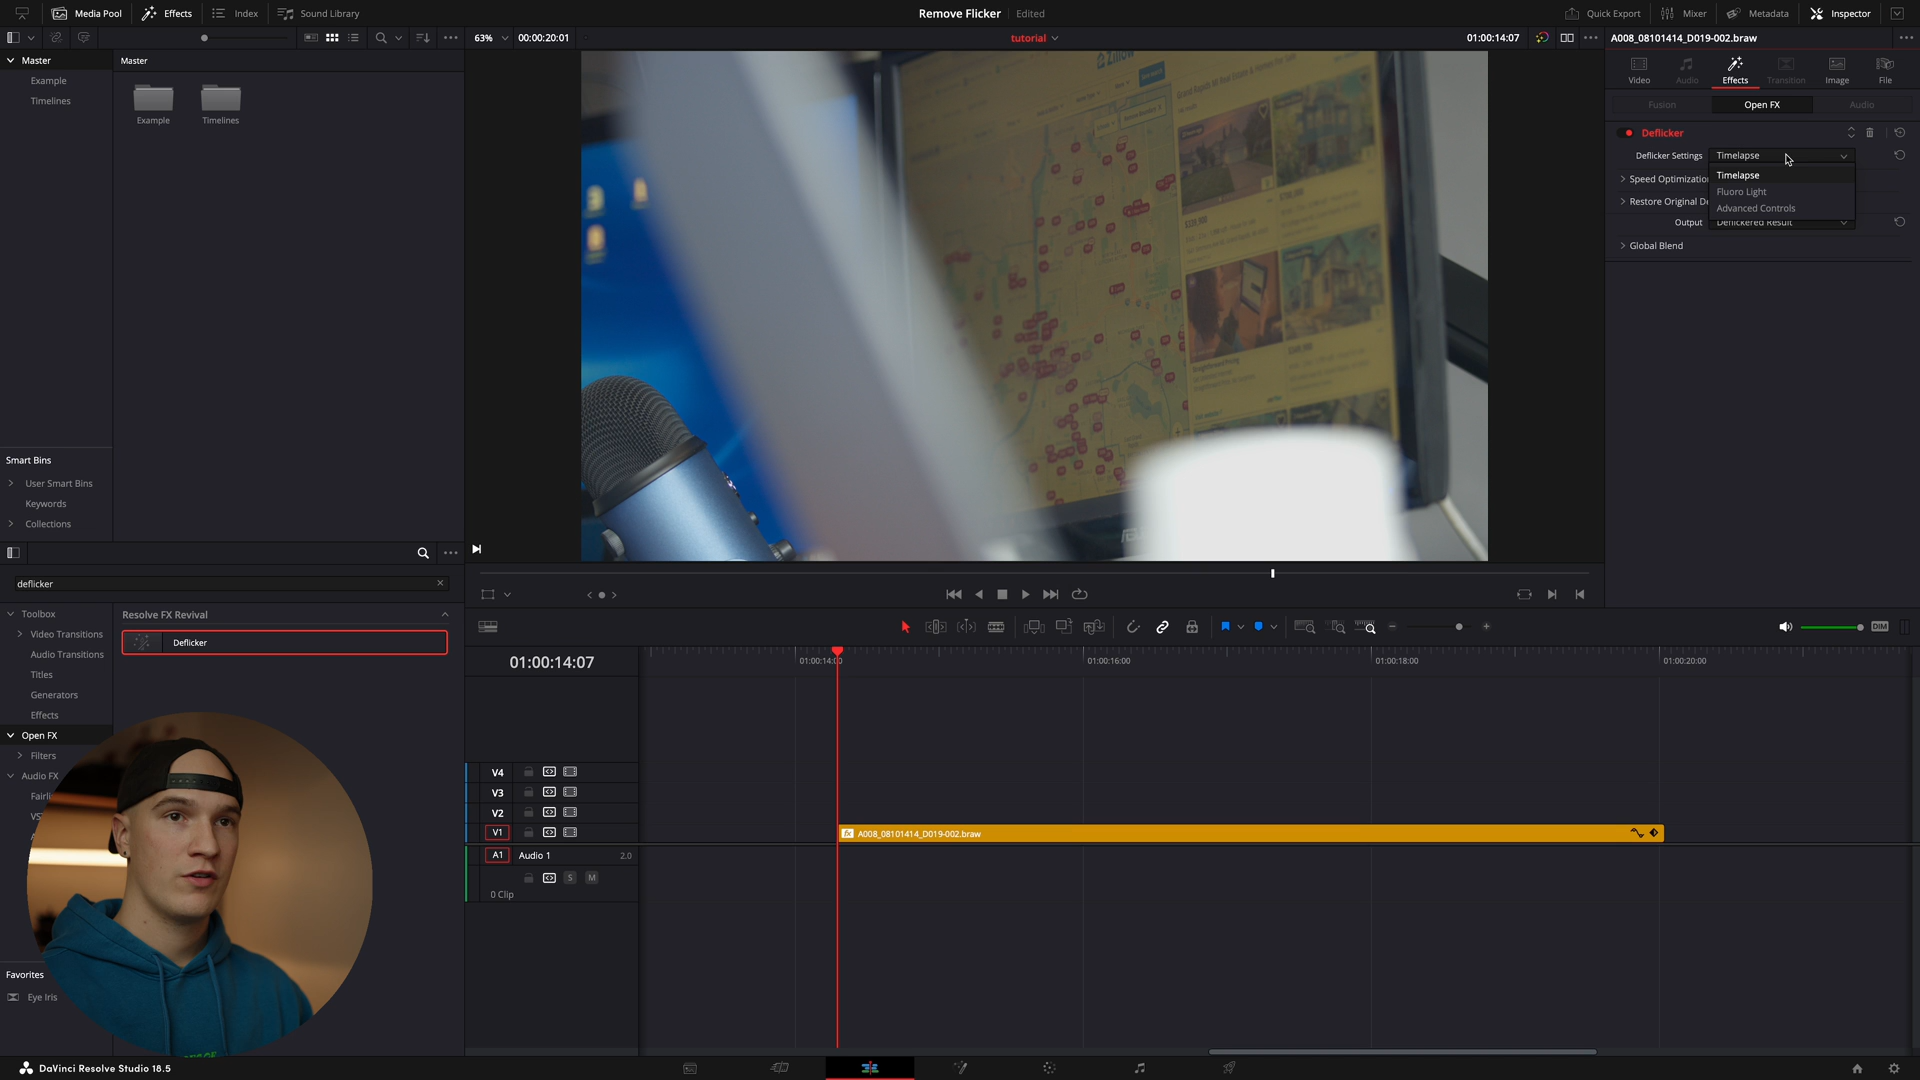 Media Pool
Effects
Index
Sound Library
Remove Flicker
Edited
Quick Export
Mixer
Metadata
Inspector
63%
00:00:20:01
tutorial
01:00:14:07
A008_08101414_D019-002.braw
Master
Example
Timelines
Master
Example
Timelines
Video
Audio
Effects
Transition
Image
File
Fusion
Open FX
Audio
Deflicker
Deflicker Settings
Timelapse
Timelapse
Fluoro Light
Advanced Controls
Speed Optimizatio
Restore Original De
Output
Deflickered Result
Global Blend
Zillow
Smart Bins
User Smart Bins
Keywords
Collections
deflicker
Toolbox
Video Transitions
Audio Transitions
Titles
Generators
Effects
Open FX
Filters
Audio FX
Fairli
Resolve FX Revival
Deflicker
Favorites
Eye Iris
DIM
01:00:14:07
01:00:14:00
01:00:16:00
01:00:18:00
01:00:20:00
V4
V3
V2
V1
A008_08101414_D019-002.braw
A1
Audio 1
2.0
S
M
0 Clip
DaVinci Resolve Studio 18.5